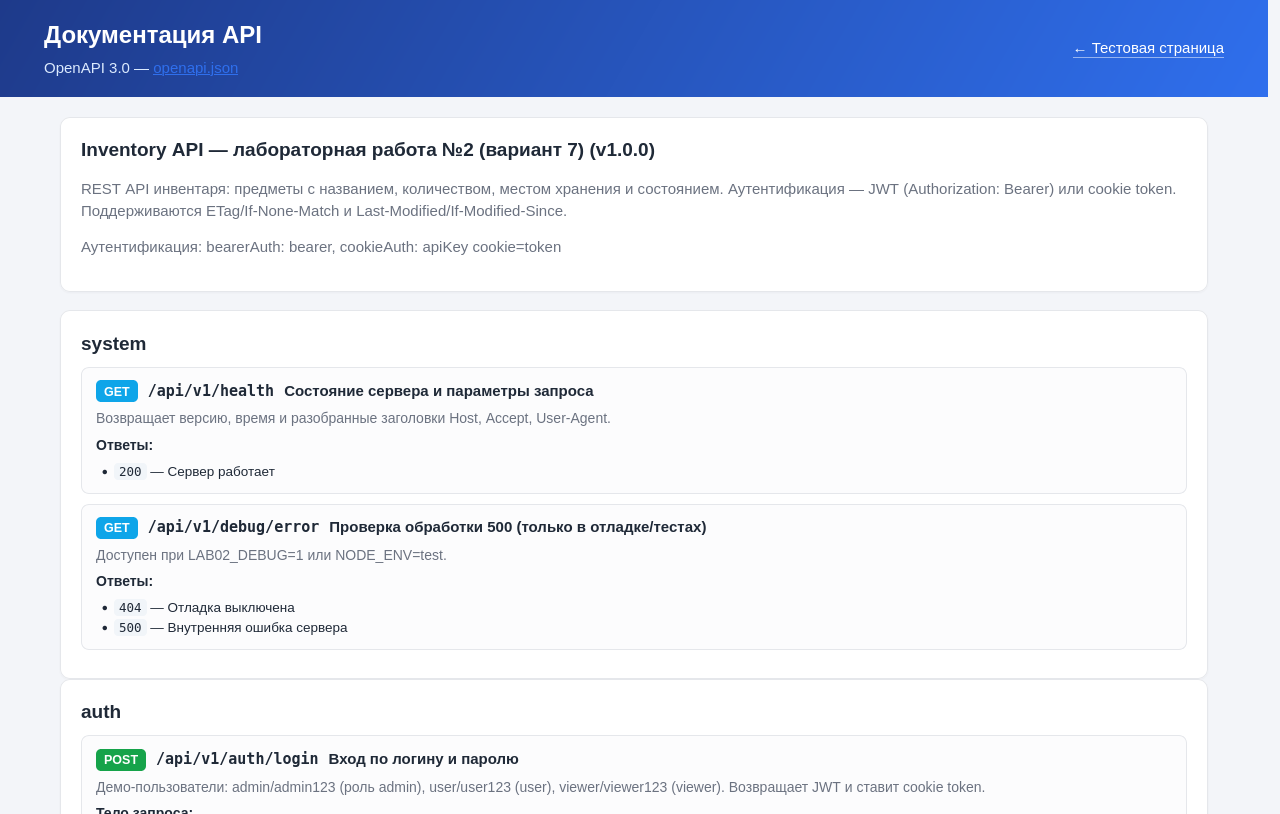 Документация API
OpenAPI 3.0 — openapi.json
← Тестовая страница
Inventory API — лабораторная работа №2 (вариант 7) (v1.0.0)
REST API инвентаря: предметы с названием, количеством, местом хранения и состоянием. Аутентификация — JWT (Authorization: Bearer) или cookie token.
Поддерживаются ETag/If-None-Match и Last-Modified/If-Modified-Since.
Аутентификация: bearerAuth: bearer, cookieAuth: apiKey cookie=token
system
GET /api/v1/health Состояние сервера и параметры запроса
Возвращает версию, время и разобранные заголовки Host, Accept, User-Agent.
Ответы:
• 200 — Сервер работает
GET /api/v1/debug/error Проверка обработки 500 (только в отладке/тестах)
Доступен при LAB02_DEBUG=1 или NODE_ENV=test.
Ответы:
• 404 — Отладка выключена
• 500 — Внутренняя ошибка сервера
auth
POST /api/v1/auth/login Вход по логину и паролю
Демо-пользователи: admin/admin123 (роль admin), user/user123 (user), viewer/viewer123 (viewer). Возвращает JWT и ставит cookie token.
Тело запроса: